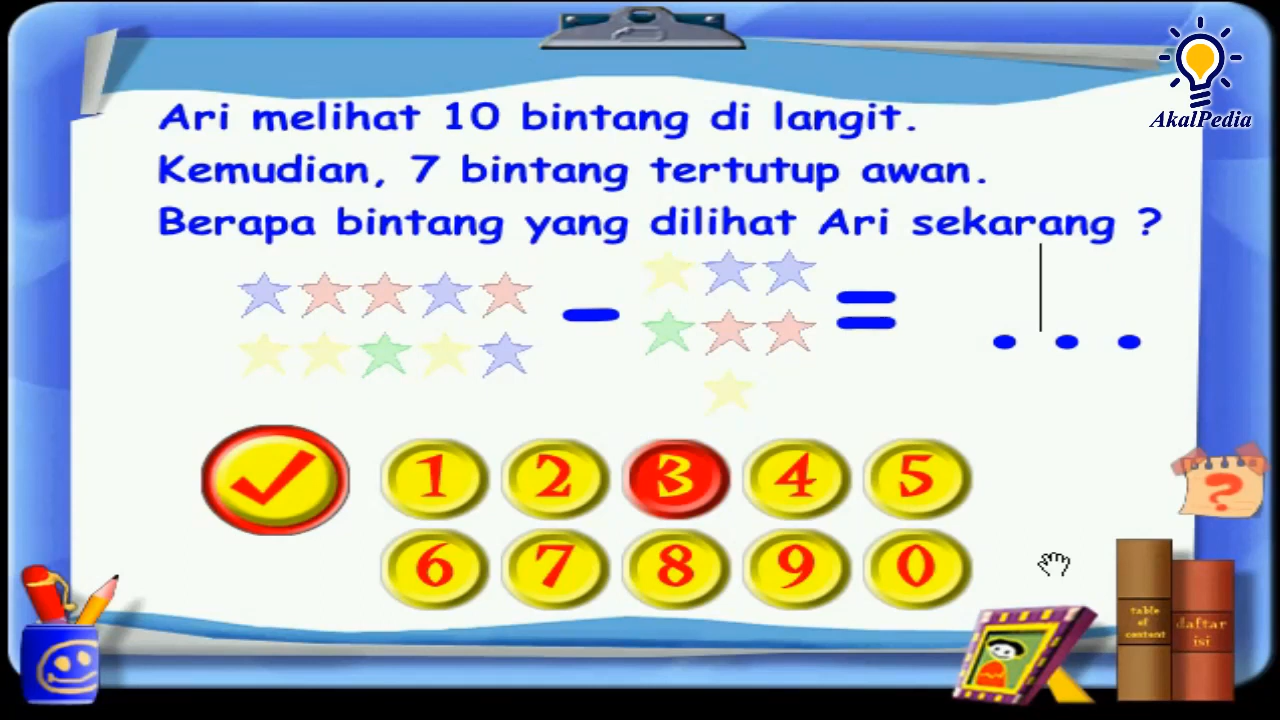 Ari melihat 10 bintang di langit.
AkalPedia
Kemudian, 7 bintang tertutup awan.
Berapa bintang yang dilihat Ari sekarang ?
- = . . .
1 2 3 4 5
6 7 8 9 0
?
table
of
content
daftar
isi